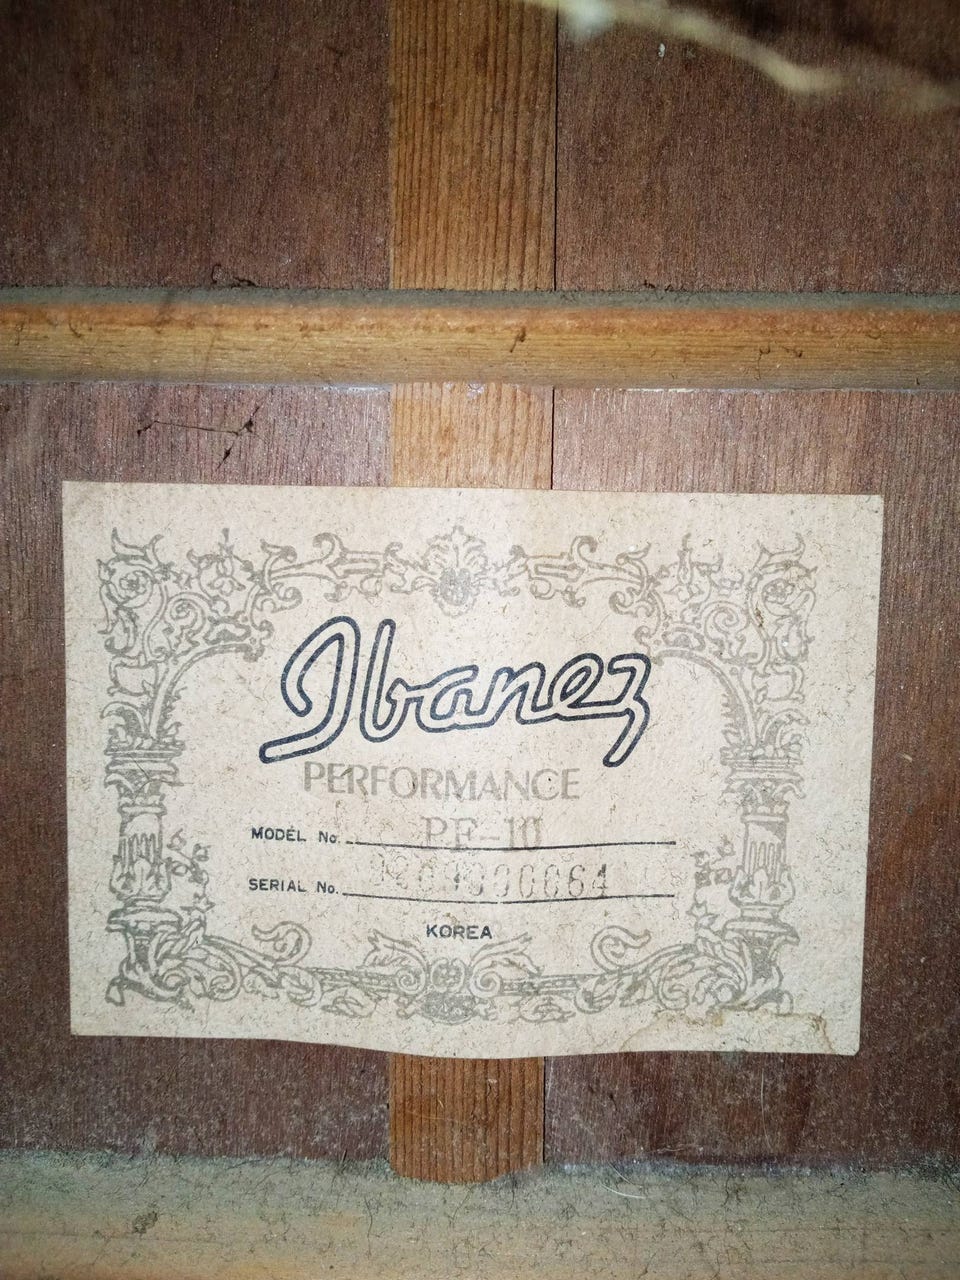 Ibanez
PERFORMANCE
MODEL No. PF-10
SERIAL No.
KOREA